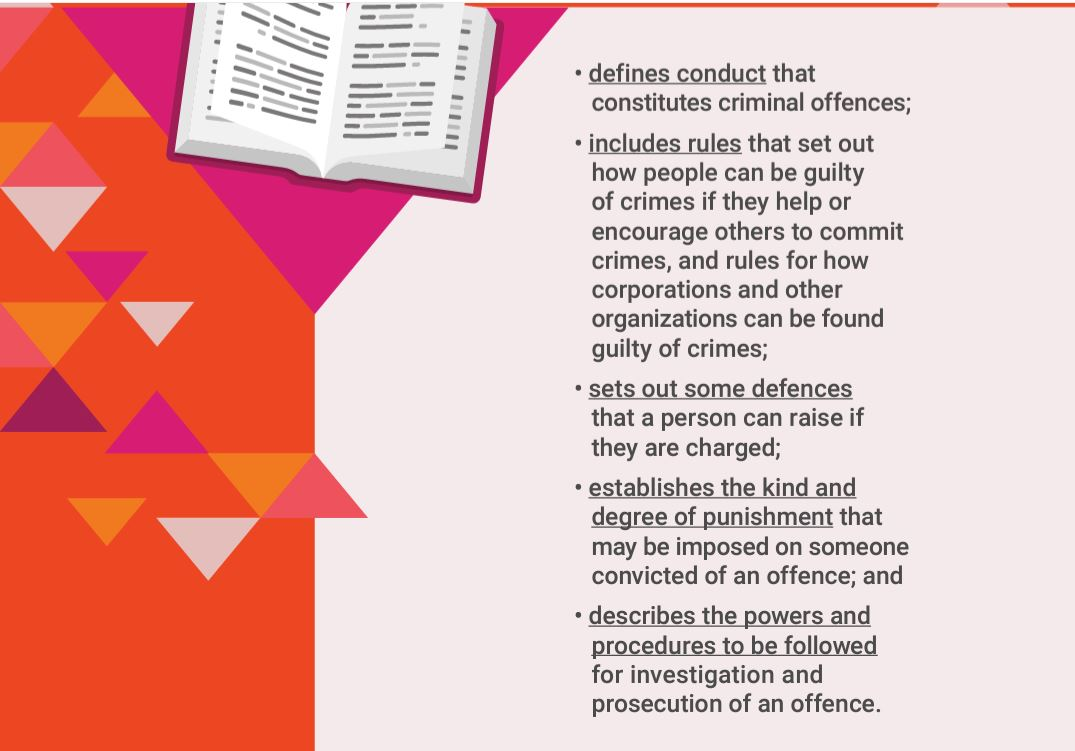 • defines conduct that
constitutes criminal offences;
• includes rules that set out
how people can be guilty
of crimes if they help or
encourage others to commit
crimes, and rules for how
corporations and other
organizations can be found
guilty of crimes;
• sets out some defences
that a person can raise if
they are charged;
• establishes the kind and
degree of punishment that
may be imposed on someone
convicted of an offence; and
• describes the powers and
procedures to be followed
for investigation and
prosecution of an offence.